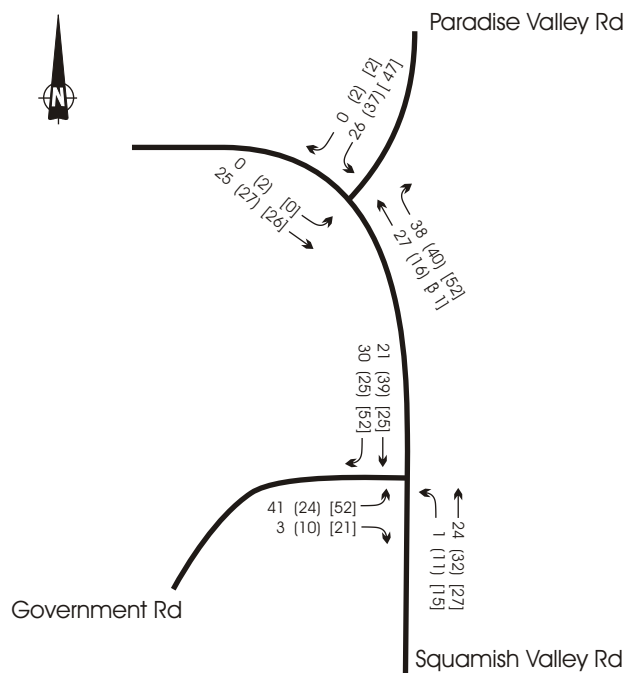 Paradise Valley Rd
N
0 (2) [2]
26 (37) [ 47]
0 (2) [0]
25 (27) [26]
38 (40) [52]
27 (16) β 1]
21 (39) [25]
30 (25) [52]
41 (24) [52]
3 (10) [21]
24 (32) [27]
1 (11) [15]
Government Rd
Squamish Valley Rd